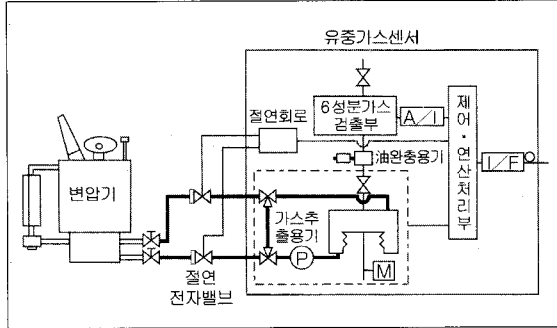 유중가스센서
6성분가스
검출부
A/I
제어·연산처리부
I/F
절연회로
油완충용기
변압기
가스추
출용기
P
M
절연
전자밸브